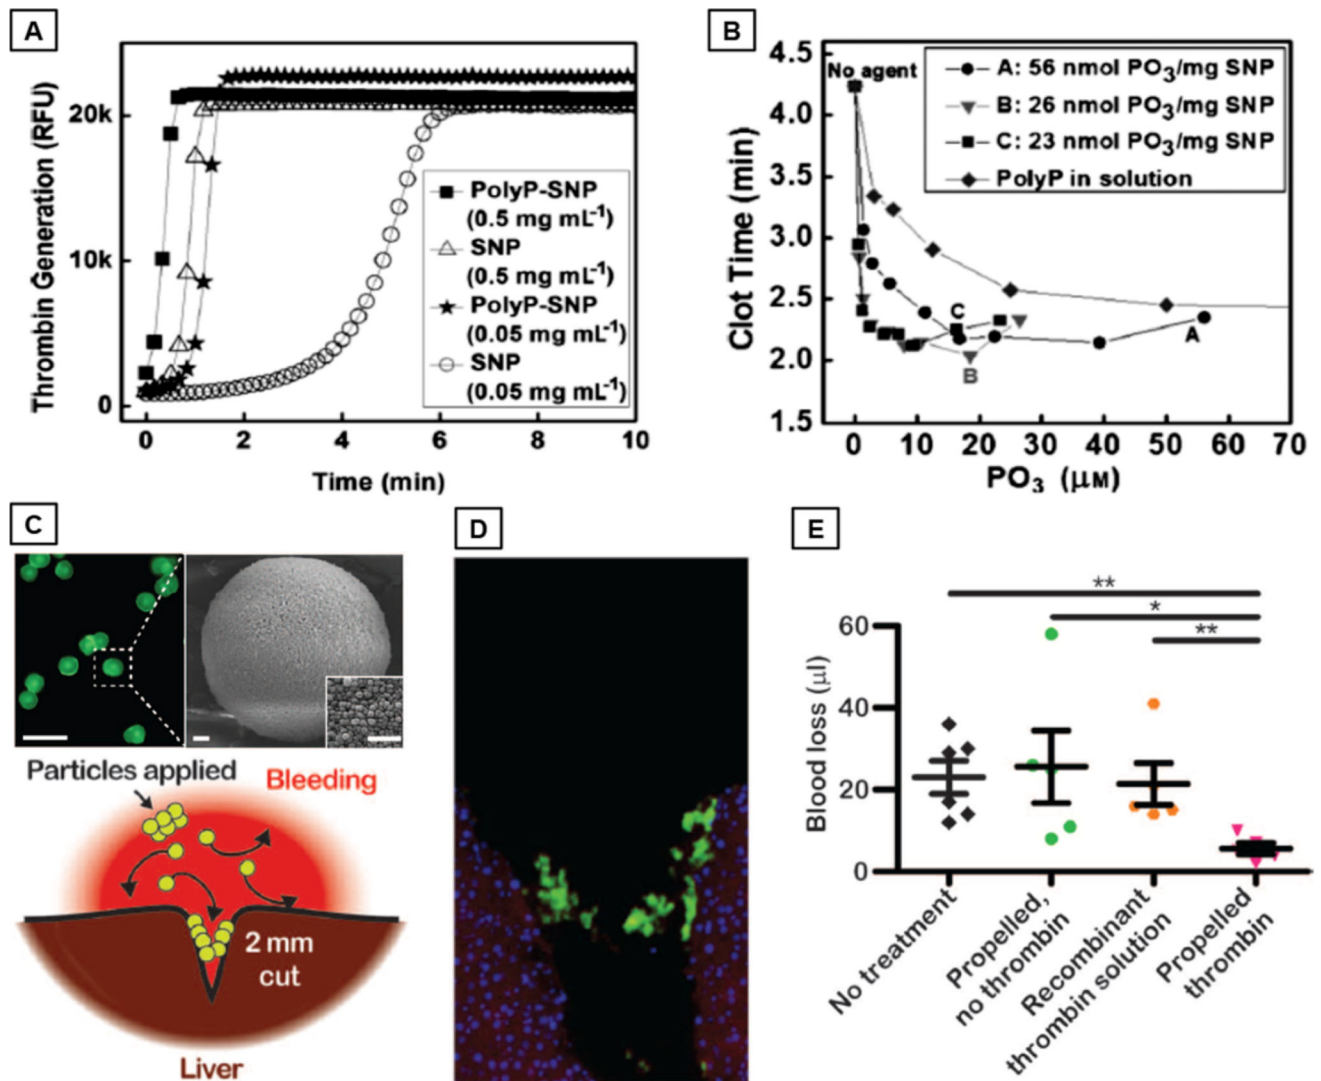 A
Thrombin Generation (RFU)
20k
10k
0
0 2 4 6 8 10
Time (min)
PolyP-SNP
(0.5 mg mL⁻¹)
SNP
(0.5 mg mL⁻¹)
PolyP-SNP
(0.05 mg mL⁻¹)
SNP
(0.05 mg mL⁻¹)
B
Clot Time (min)
4.5
4.0
3.5
3.0
2.5
2.0
1.5
No agent
A: 56 nmol PO₃/mg SNP
B: 26 nmol PO₃/mg SNP
C: 23 nmol PO₃/mg SNP
PolyP in solution
C
A
B
0 10 20 30 40 50 60 70
PO₃ (μM)
C
Particles applied
Bleeding
2 mm
cut
Liver
D
E
**
*
**
Blood loss (μl)
60
40
20
0
No treatment
Propelled,
no thrombin
Recombinant
thrombin solution
Propelled
thrombin